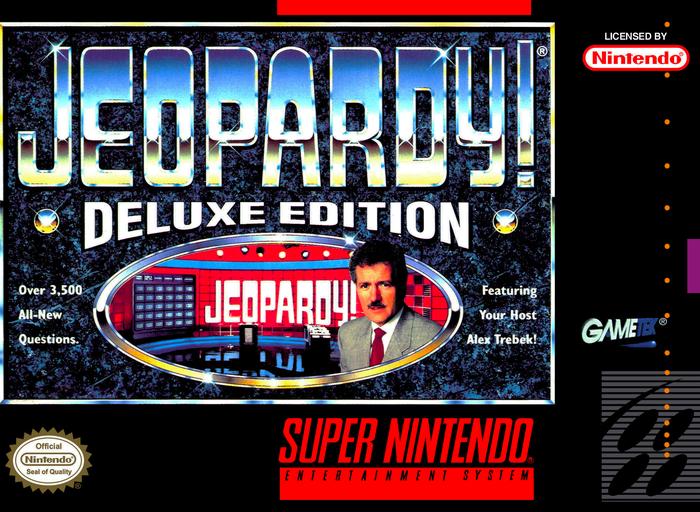 LICENSED BY
Nintendo®
JEOPARDY!®
DELUXE EDITION
Over 3,500
All-New
Questions.
JEOPARDY!
Featuring
Your Host
Alex Trebek!
GAMETEK®
Official
Nintendo
Seal of Quality
SUPER NINTENDO®
ENTERTAINMENT SYSTEM